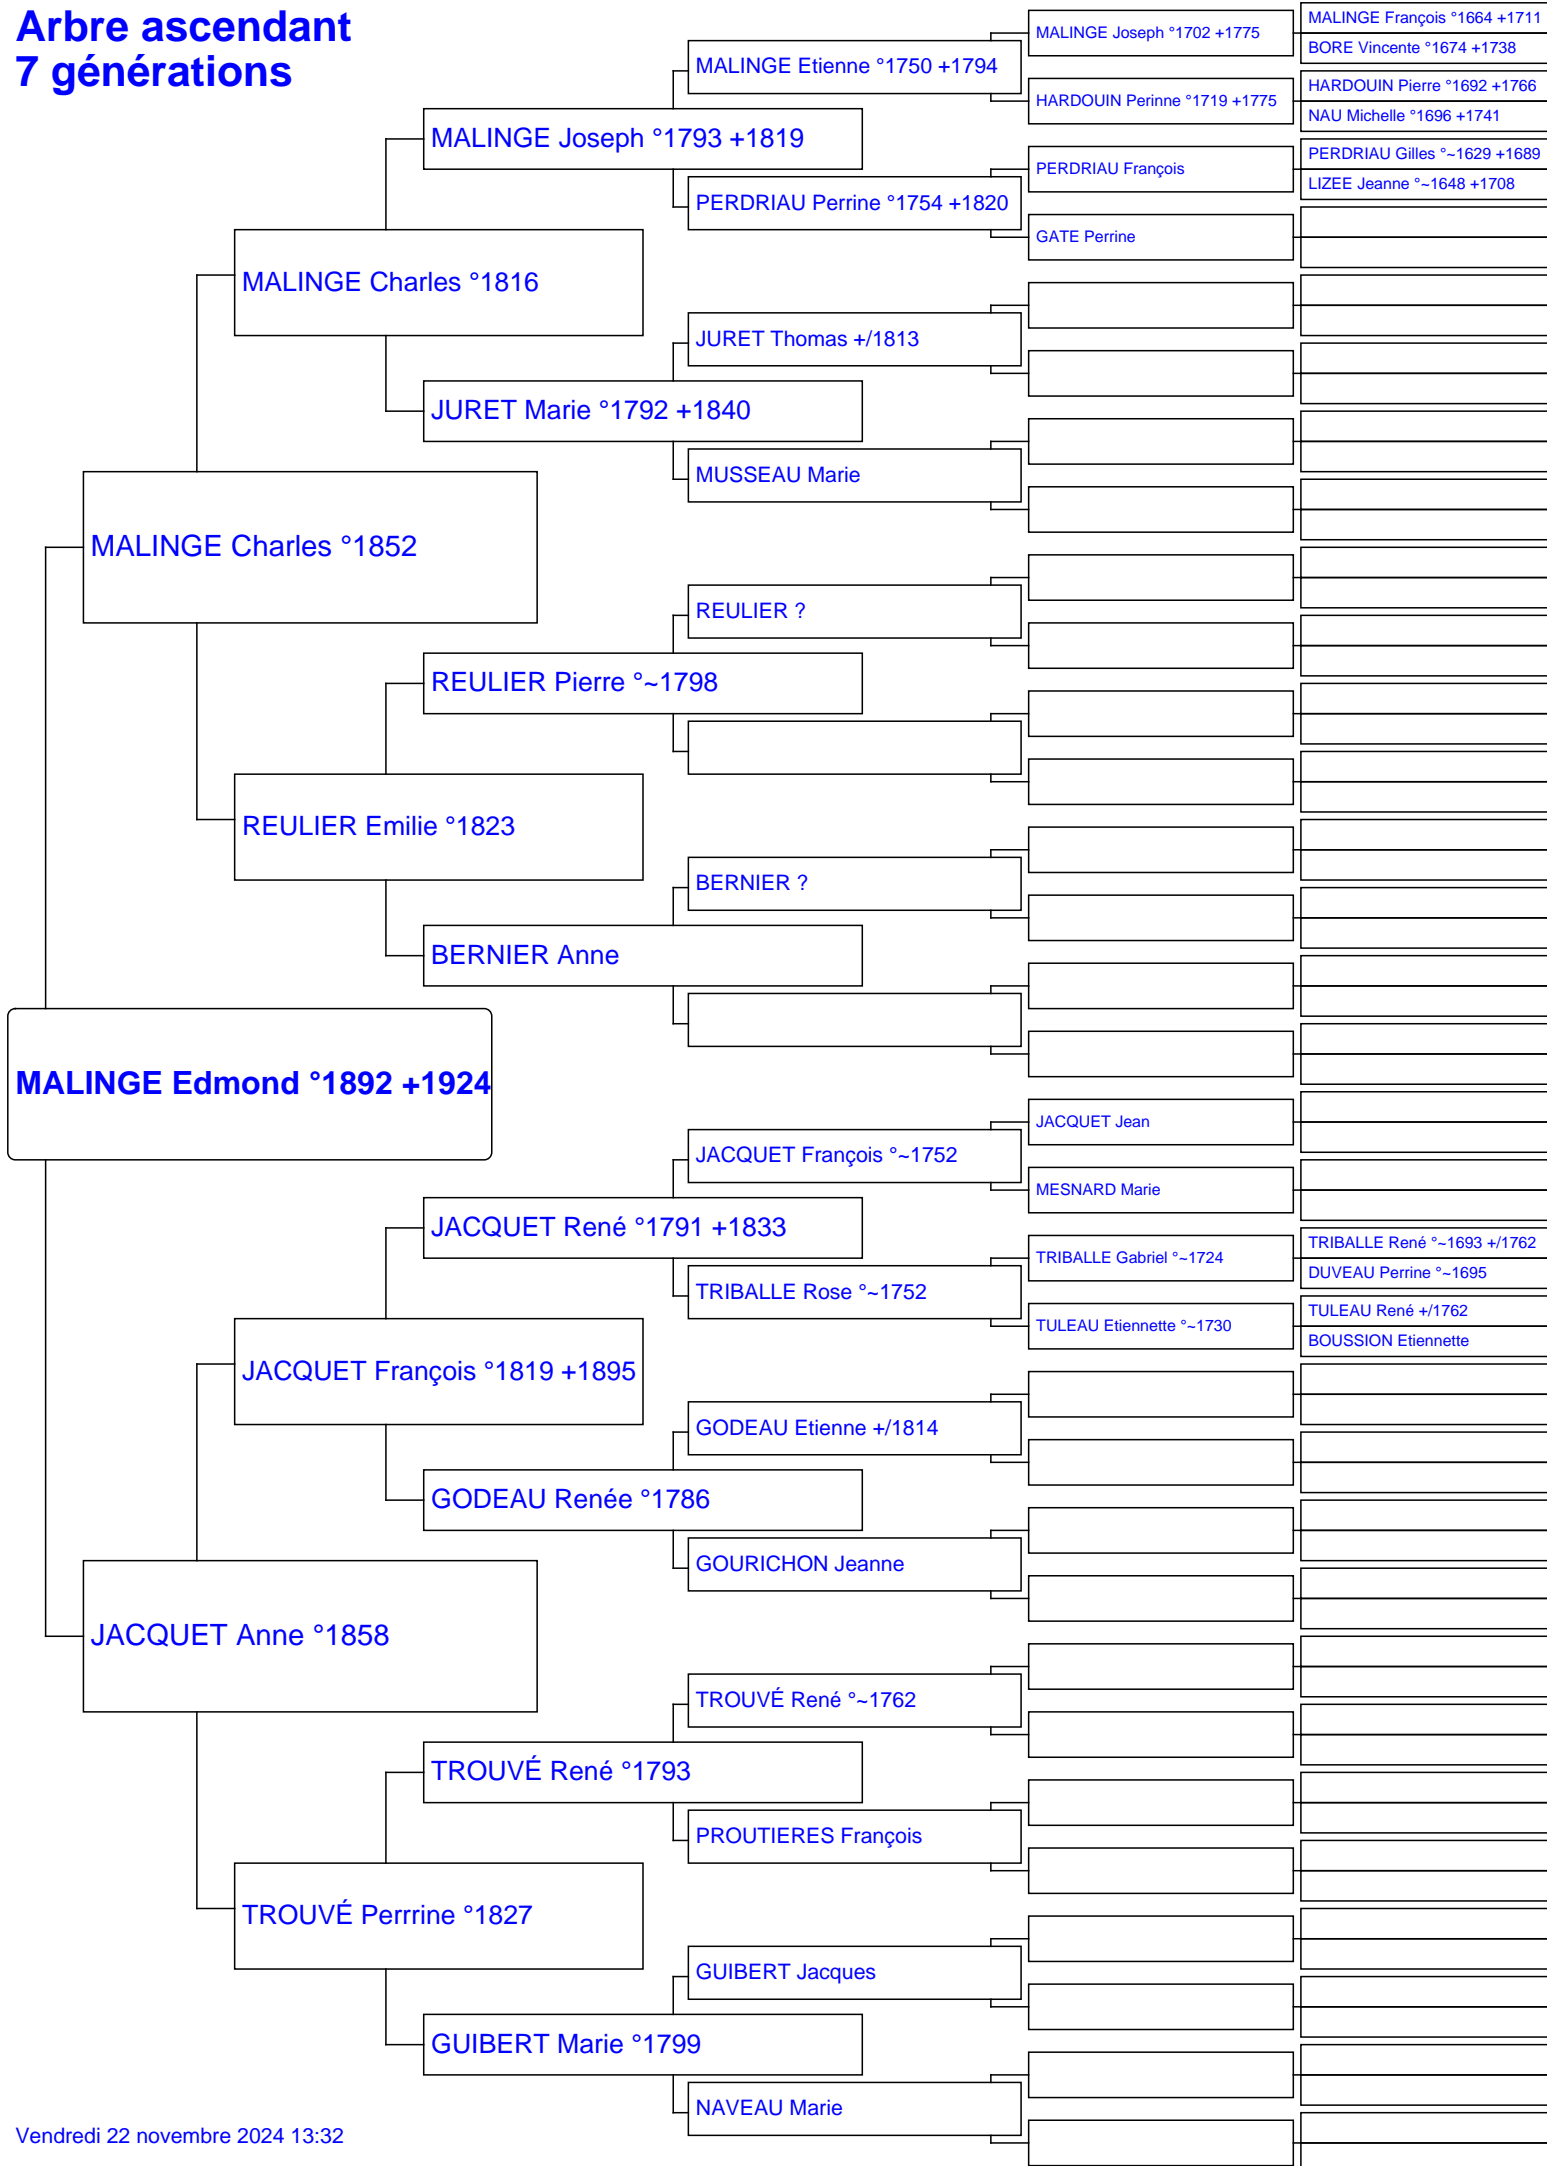 Arbre ascendant
7 générations
MALINGE Edmond °1892 +1924
MALINGE Charles °1852
JACQUET Anne °1858
MALINGE Charles °1816
REULIER Emilie °1823
JACQUET François °1819 +1895
TROUVÉ Perrrine °1827
MALINGE Joseph °1793 +1819
JURET Marie °1792 +1840
REULIER Pierre °~1798
BERNIER Anne
JACQUET René °1791 +1833
GODEAU Renée °1786
TROUVÉ René °1793
GUIBERT Marie °1799
MALINGE Etienne °1750 +1794
PERDRIAU Perrine °1754 +1820
JURET Thomas +/1813
MUSSEAU Marie
REULIER ?
BERNIER ?
JACQUET François °~1752
TRIBALLE Rose °~1752
GODEAU Etienne +/1814
GOURICHON Jeanne
TROUVÉ René °~1762
PROUTIERES François
GUIBERT Jacques
NAVEAU Marie
MALINGE Joseph °1702 +1775
HARDOUIN Perinne °1719 +1775
PERDRIAU François
GATE Perrine
JACQUET Jean
MESNARD Marie
TRIBALLE Gabriel °~1724
TULEAU Etiennette °~1730
MALINGE François °1664 +1711
BORE Vincente °1674 +1738
HARDOUIN Pierre °1692 +1766
NAU Michelle °1696 +1741
PERDRIAU Gilles °~1629 +1689
LIZEE Jeanne °~1648 +1708
TRIBALLE René °~1693 +/1762
DUVEAU Perrine °~1695
TULEAU René +/1762
BOUSSION Etiennette
Vendredi 22 novembre 2024 13:32